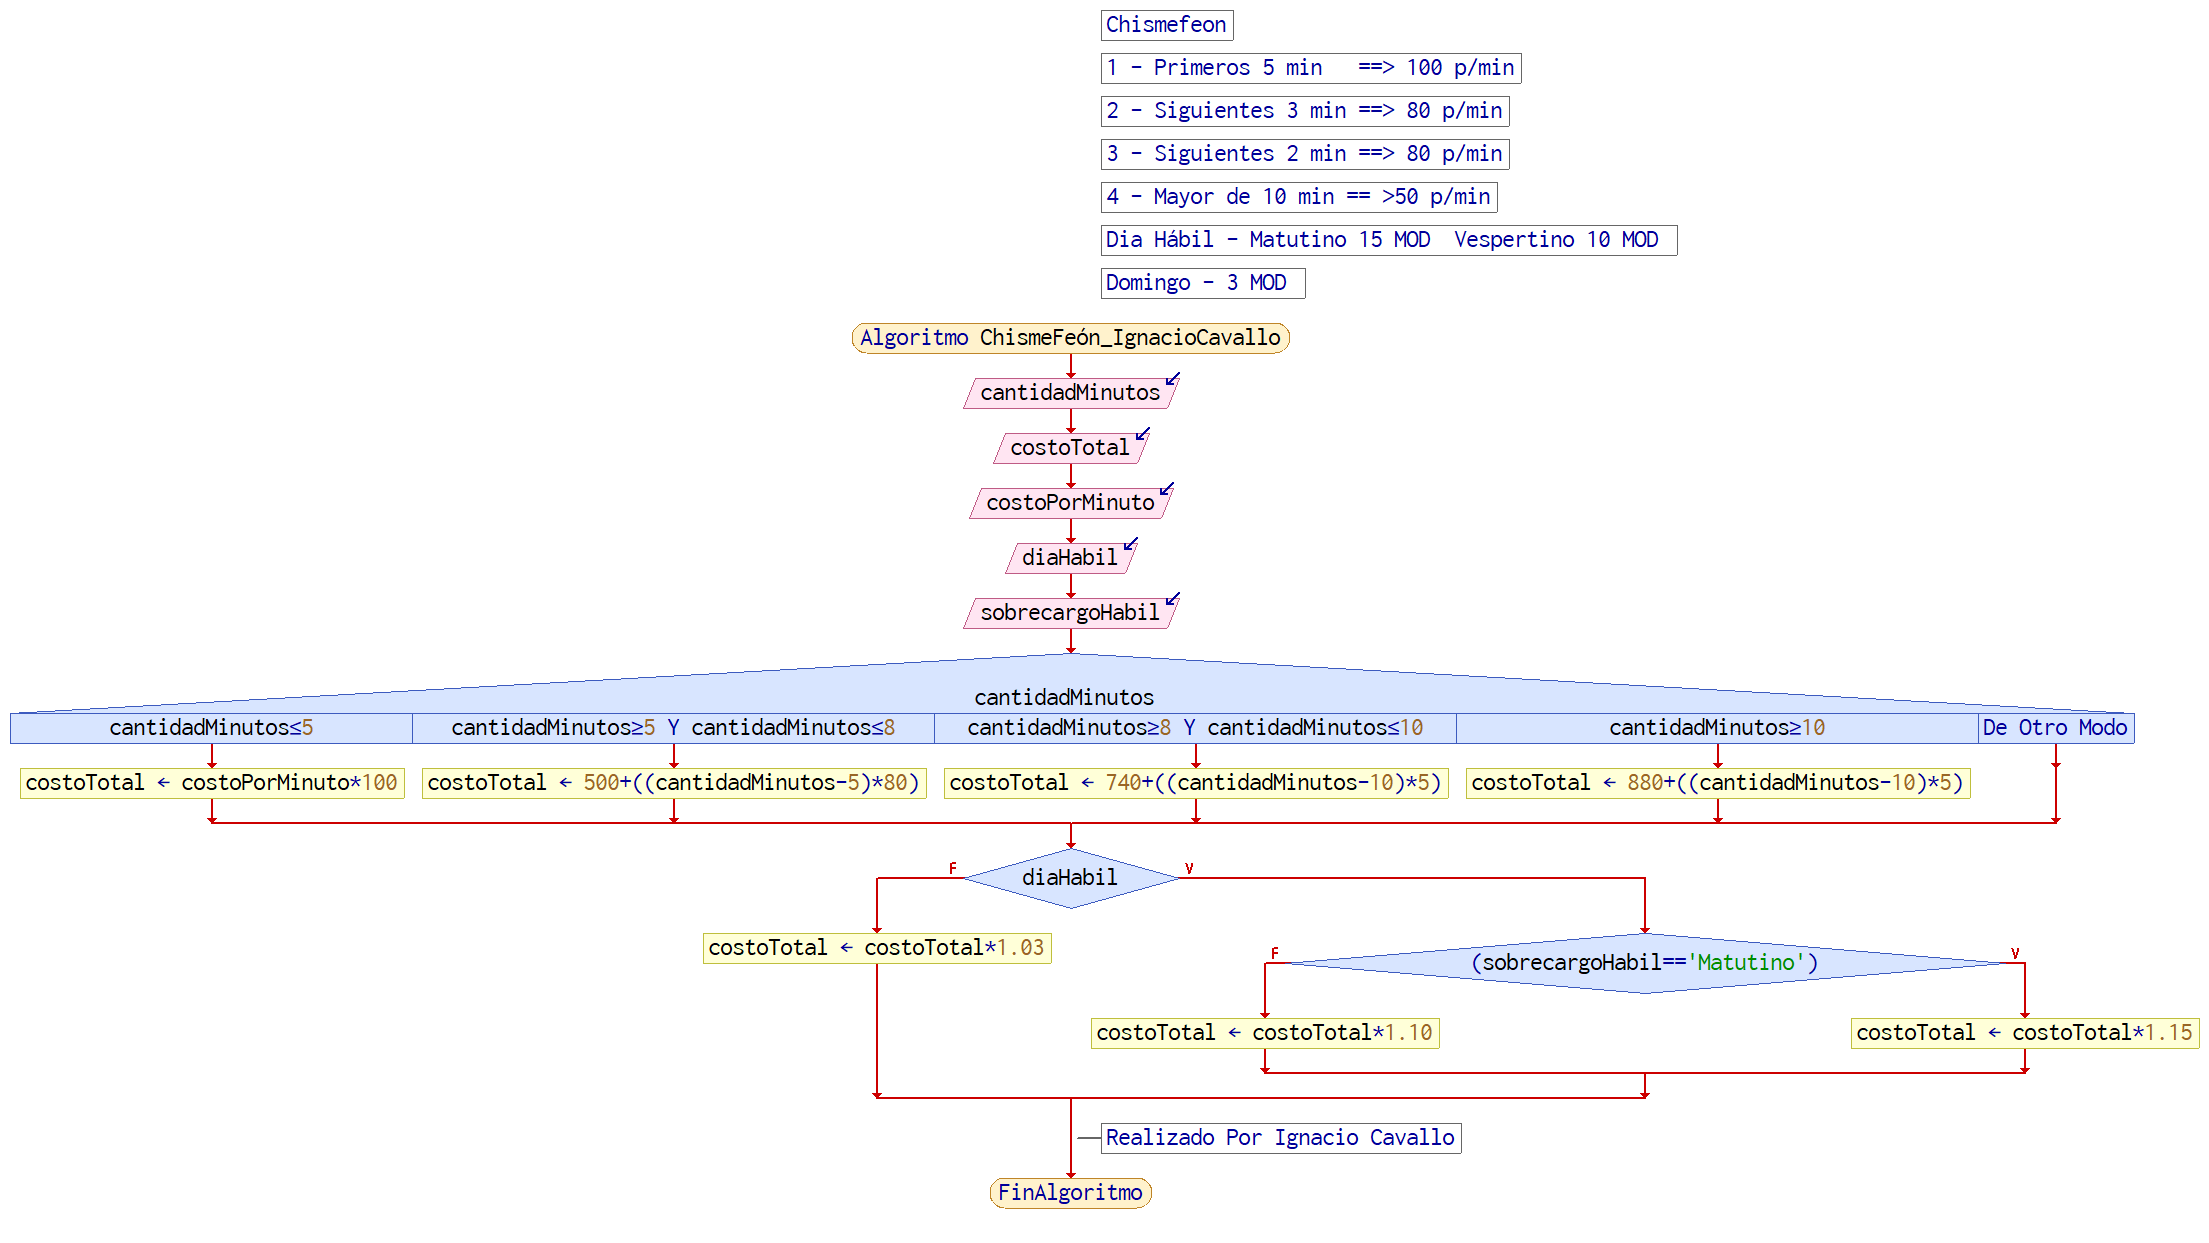 Chismefeon
1 - Primeros 5 min   ==> 100 p/min
2 - Siguientes 3 min ==> 80 p/min
3 - Siguientes 2 min ==> 80 p/min
4 - Mayor de 10 min == >50 p/min
Dia Hábil - Matutino 15 MOD  Vespertino 10 MOD
Domingo - 3 MOD
Algoritmo ChismeFeón_IgnacioCavallo
cantidadMinutos
costoTotal
costoPorMinuto
diaHabil
sobrecargoHabil
cantidadMinutos
cantidadMinutos≤5
cantidadMinutos≥5 Y cantidadMinutos≤8
cantidadMinutos≥8 Y cantidadMinutos≤10
cantidadMinutos≥10
De Otro Modo
costoTotal ← costoPorMinuto*100
costoTotal ← 500+((cantidadMinutos-5)*80)
costoTotal ← 740+((cantidadMinutos-10)*5)
costoTotal ← 880+((cantidadMinutos-10)*5)
F
diaHabil
V
costoTotal ← costoTotal*1.03
F
(sobrecargoHabil=='Matutino')
V
costoTotal ← costoTotal*1.10
costoTotal ← costoTotal*1.15
Realizado Por Ignacio Cavallo
FinAlgoritmo